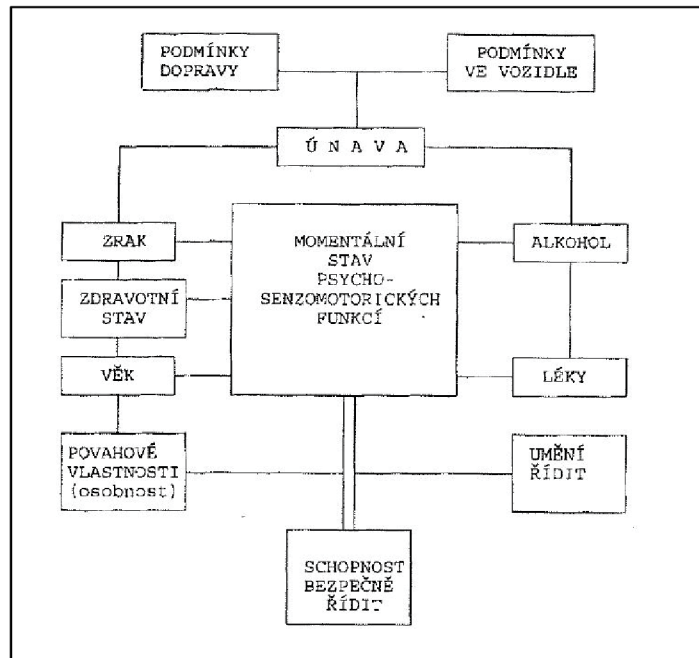 PODMÍNKY
DOPRAVY
PODMÍNKY
VE VOZIDLE
Ú N A V A
ZRAK
MOMENTÁLNÍ
STAV
PSYCHO-
SENZOMOTORICKÝCH
FUNKCÍ
ALKOHOL
ZDRAVOTNÍ
STAV
VĚK
LÉKY
POVAHOVÉ
VLASTNOSTI
(osobnost)
UMĚNÍ
ŘÍDIT
SCHOPNOST
BEZPEČNĚ
ŘÍDIT